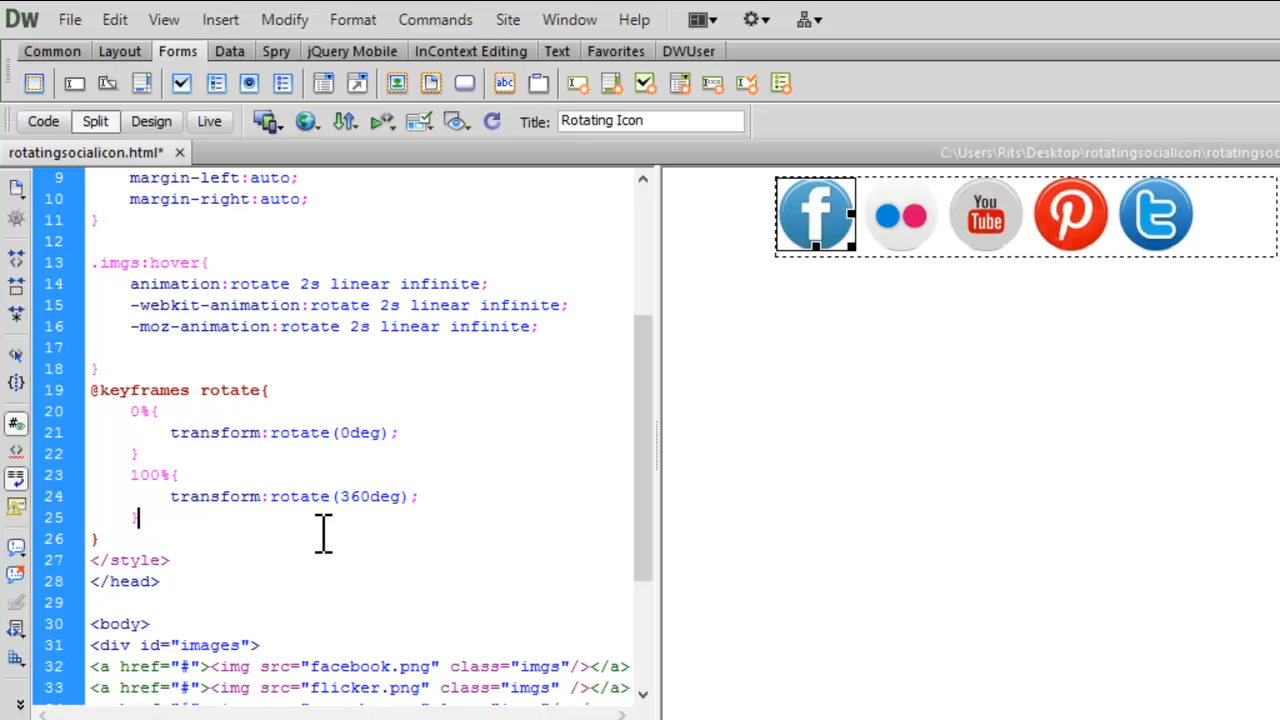 Dw File Edit View Insert Modify Format Commands Site Window Help
Common Layout Forms Data Spry jQuery Mobile InContext Editing Text Favorites DWUser
abc
Code Split Design Live Title: Rotating Icon
rotatingsocialicon.html* × C:\Users\Rits\Desktop\rotatingsocialicon\rotatingsoc
9 margin-left:auto;
10 margin-right:auto;
11 }
12
13 .imgs:hover{
14 animation:rotate 2s linear infinite;
15 -webkit-animation:rotate 2s linear infinite;
16 -moz-animation:rotate 2s linear infinite;
17
18 }
19 @keyframes rotate{
20 0%{
21 transform:rotate(0deg);
22 }
23 100%{
24 transform:rotate(360deg);
25 }
26 }
27 </style>
28 </head>
29
30 <body>
31 <div id="images">
32 <a href="#"><img src="facebook.png" class="imgs"/></a>
33 <a href="#"><img src="flicker.png" class="imgs" /></a>
f
You
Tube